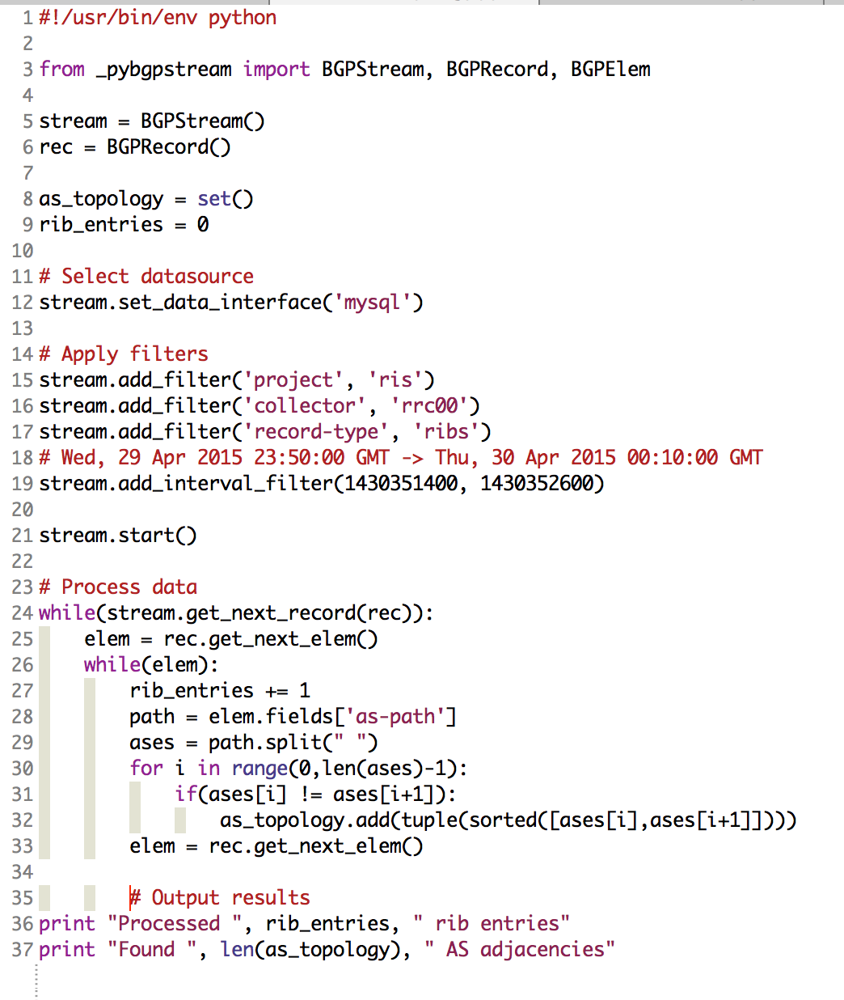 1 #!/usr/bin/env python
2
3 from _pybgpstream import BGPStream, BGPRecord, BGPElem
4
5 stream = BGPStream()
6 rec = BGPRecord()
7
8 as_topology = set()
9 rib_entries = 0
10
11 # Select datasource
12 stream.set_data_interface('mysql')
13
14 # Apply filters
15 stream.add_filter('project', 'ris')
16 stream.add_filter('collector', 'rrc00')
17 stream.add_filter('record-type', 'ribs')
18 # Wed, 29 Apr 2015 23:50:00 GMT -> Thu, 30 Apr 2015 00:10:00 GMT
19 stream.add_interval_filter(1430351400, 1430352600)
20
21 stream.start()
22
23 # Process data
24 while(stream.get_next_record(rec)):
25     elem = rec.get_next_elem()
26     while(elem):
27         rib_entries += 1
28         path = elem.fields['as-path']
29         ases = path.split(" ")
30         for i in range(0,len(ases)-1):
31             if(ases[i] != ases[i+1]):
32                 as_topology.add(tuple(sorted([ases[i],ases[i+1]])))
33         elem = rec.get_next_elem()
34
35         # Output results
36 print "Processed ", rib_entries, " rib entries"
37 print "Found ", len(as_topology), " AS adjacencies"